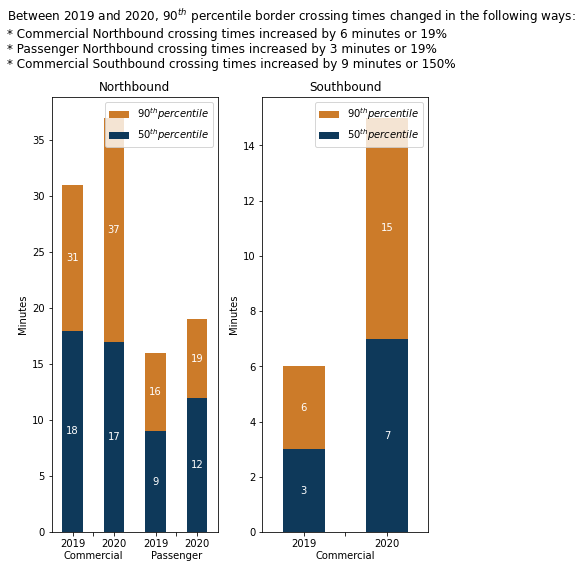 Between 2019 and 2020, 90th percentile border crossing times changed in the following ways:
* Commercial Northbound crossing times increased by 6 minutes or 19%
* Passenger Northbound crossing times increased by 3 minutes or 19%
* Commercial Southbound crossing times increased by 9 minutes or 150%
Northbound
90th percentile
50th percentile
Minutes
35
30
25
20
15
10
5
0
31
37
16
19
18
17
9
12
2019 2020 2019 2020
Commercial Passenger
Southbound
90th percentile
50th percentile
Minutes
14
12
10
8
6
4
2
0
6
15
3
7
2019 2020
Commercial